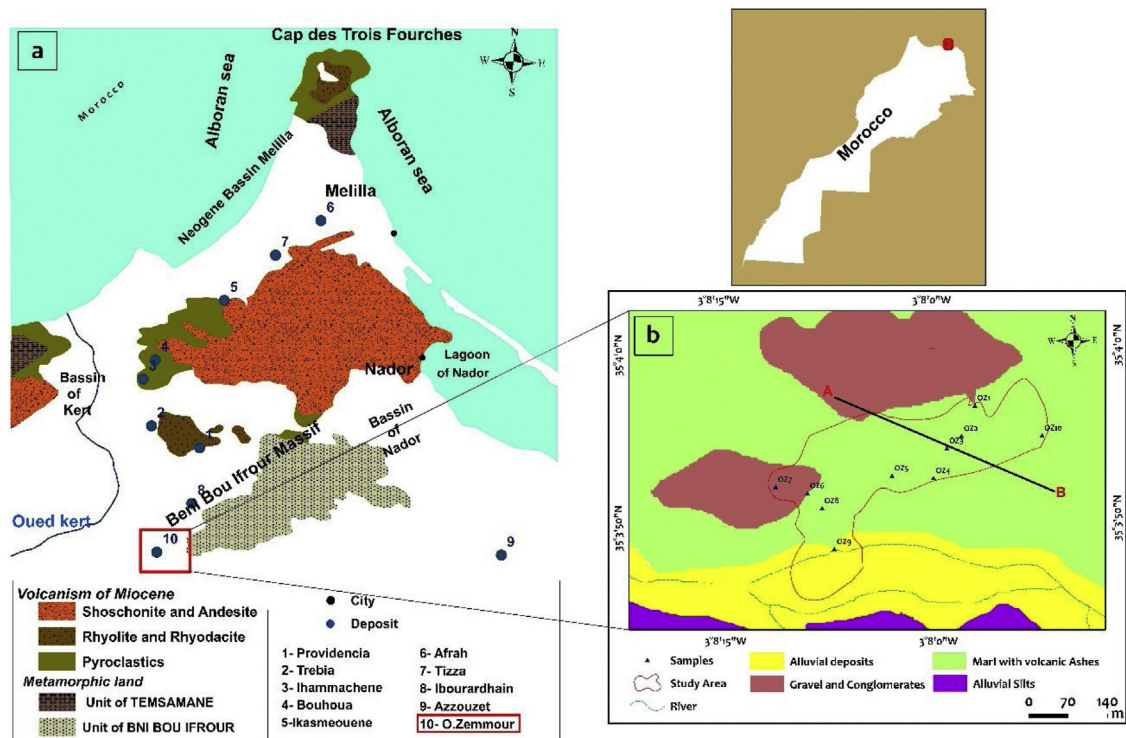 a
Cap des Trois Fourches
N
W
E
S
Morocco
Alboran sea
Alboran sea
Neogene Bassin Melilla
Melilla
6
7
5
4
3
Nador
Lagoon
of Nador
Bassin
of
Kert
2
1
Bassin
of
Nador
Beni Bou Ifrour Massif
8
Oued kert
10
9
Volcanism of Miocene
Shoschonite and Andesite
Rhyolite and Rhyodacite
Pyroclastics
Metamorphic land
Unit of TEMSAMANE
Unit of BNI BOU IFROUR
City
Deposit
1- Providencia
2- Trebia
3- Ihammachene
4- Bouhoua
5-Ikasmeouene
6- Afrah
7- Tizza
8- Ibourardhain
9- Azzouzet
10- O.Zemmour
Morocco
b
3°8'15"W
3°8'0"W
N
W
E
S
35°4'0"N
35°4'0"N
A
OZ1
OZ2
OZ10
OZ3
OZ5
OZ4
OZ7
OZ6
OZ8
B
OZ9
35°3'50"N
35°3'50"N
3°8'15"W
3°8'0"W
Samples
Study Area
River
Alluvial deposits
Gravel and Conglomerates
Marl with volcanic Ashes
Alluvial Silts
0 70 140
m